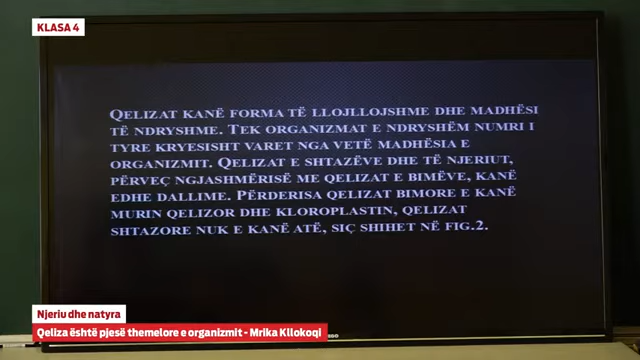 KLASA 4
QELIZAT KANË FORMA TË LLOJLLOJSHME DHE MADHËSI
TË NDRYSHME. TEK ORGANIZMAT E NDRYSHËM NUMRI I
TYRE KRYESISHT VARET NGA VETË MADHËSIA E
ORGANIZMIT. QELIZAT E SHTAZËVE DHE TË NJERIUT,
PËRVEÇ NGJASHMËRISË ME QELIZAT E BIMËVE, KANË
EDHE DALLIME. PËRDERISA QELIZAT BIMORE E KANË
MURIN QELIZOR DHE KLOROPLASTIN, QELIZAT
SHTAZORE NUK E KANË ATË, SIÇ SHIHET NË FIG.2.
Njeriu dhe natyra
Qeliza është pjesë themelore e organizmit - Mrika Kllokoqi